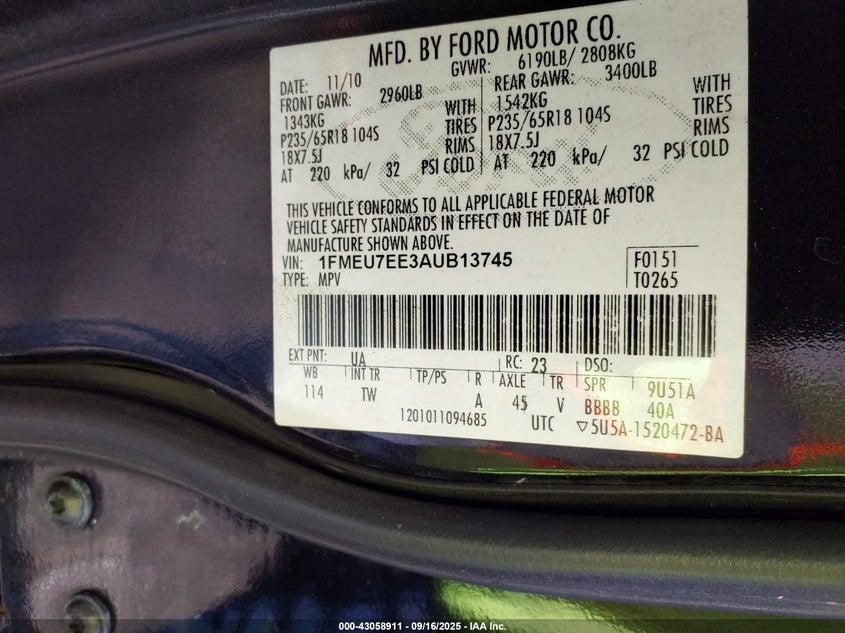 MFD. BY FORD MOTOR CO.
DATE: 11/10 GVWR: 6190LB/ 2808KG
FRONT GAWR: 2960LB REAR GAWR: 3400LB
1343KG WITH 1542KG WITH
P235/65R18 104S TIRES P235/65R18 104S TIRES
18X7.5J RIMS 18X7.5J RIMS
AT 220 kPa/ 32 PSI COLD AT 220 kPa/ 32 PSI COLD
THIS VEHICLE CONFORMS TO ALL APPLICABLE FEDERAL MOTOR
VEHICLE SAFETY STANDARDS IN EFFECT ON THE DATE OF
MANUFACTURE SHOWN ABOVE.
VIN: 1FMEU7EE3AUB13745 F0151
TYPE: MPV T0265
EXT PNT: UA RC: 23 DSO:
WB INT TR TP/PS R AXLE TR SPR 9U51A
114 TW A 45 V BBBB 40A
1201011094685 UTC ▽5U5A-1520472-BA
000-43058911 - 09/16/2025 - IAA Inc.